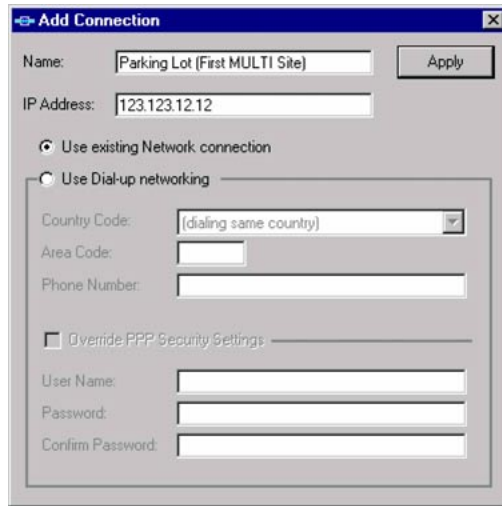 Add Connection
Name: Parking Lot (First MULTI Site) Apply
IP Address: 123.123.12.12
Use existing Network connection
Use Dial-up networking
Country Code: (dialing same country)
Area Code:
Phone Number:
Override PPP Security Settings
User Name:
Password:
Confirm Password: